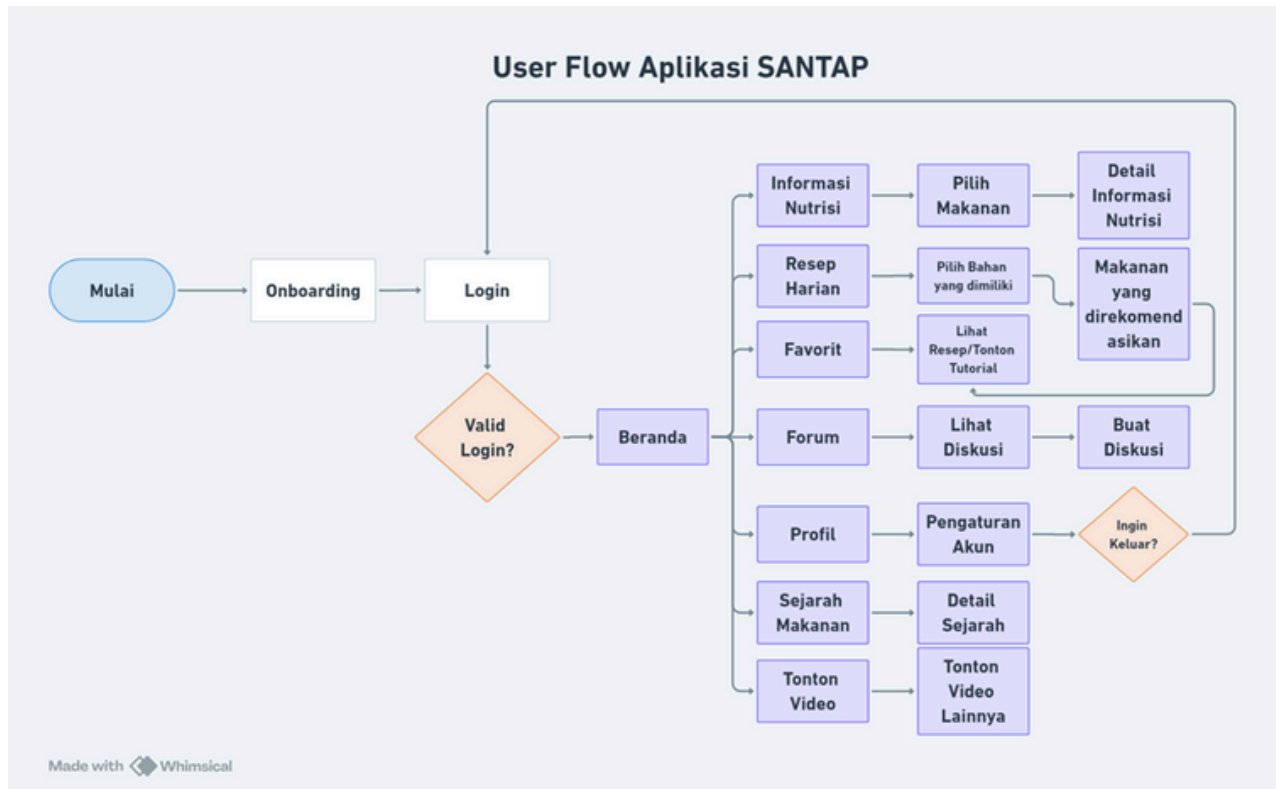 User Flow Aplikasi SANTAP
Mulai
Onboarding
Login
Valid
Login?
Beranda
Informasi
Nutrisi
Pilih
Makanan
Detail
Informasi
Nutrisi
Resep
Harian
Pilih Bahan
yang dimiliki
Makanan
yang
direkomend
asikan
Favorit
Lihat
Resep/Tonton
Tutorial
Forum
Lihat
Diskusi
Buat
Diskusi
Profil
Pengaturan
Akun
Ingin
Keluar?
Sejarah
Makanan
Detail
Sejarah
Tonton
Video
Tonton
Video
Lainnya
Made with Whimsical